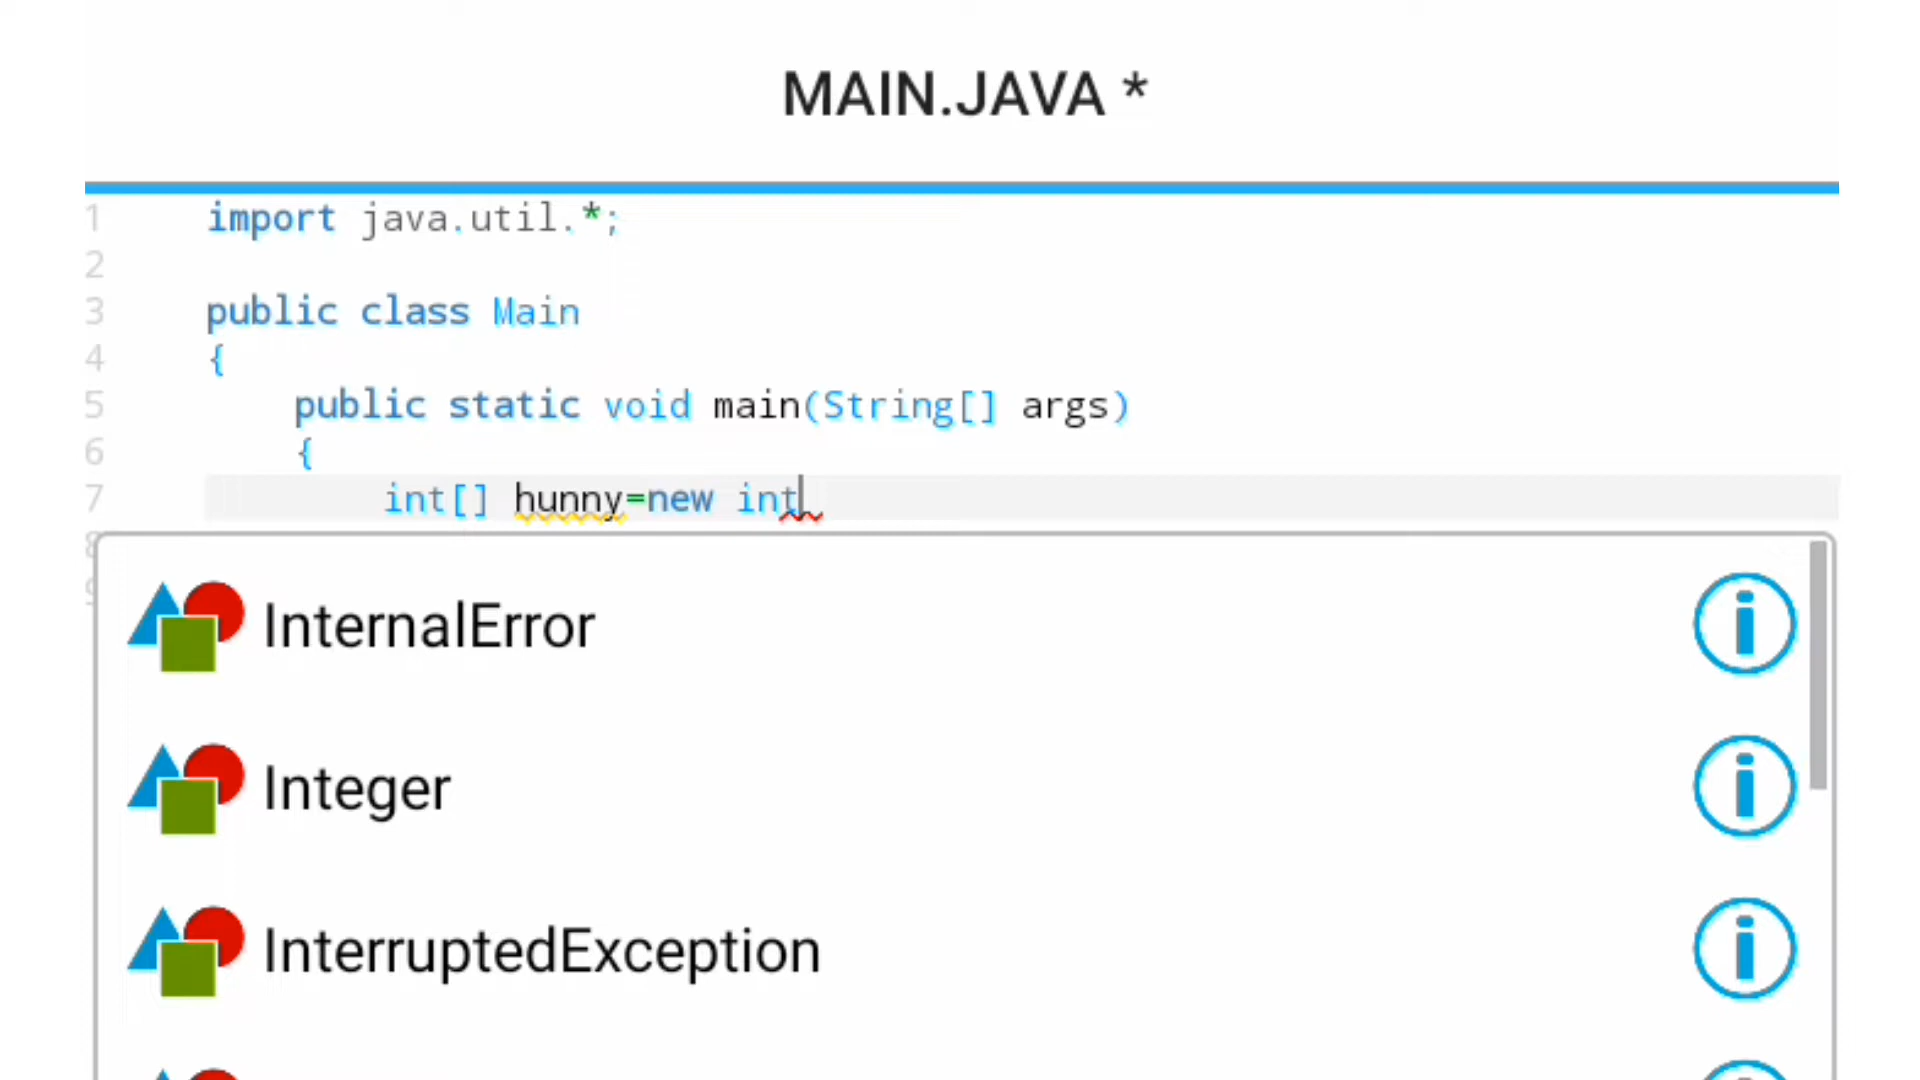 MAIN.JAVA *
1 import java.util.*;
2
3 public class Main
4 {
5 public static void main(String[] args)
6 {
7 int[] hunny=new int
8
InternalError
Integer
InterruptedException